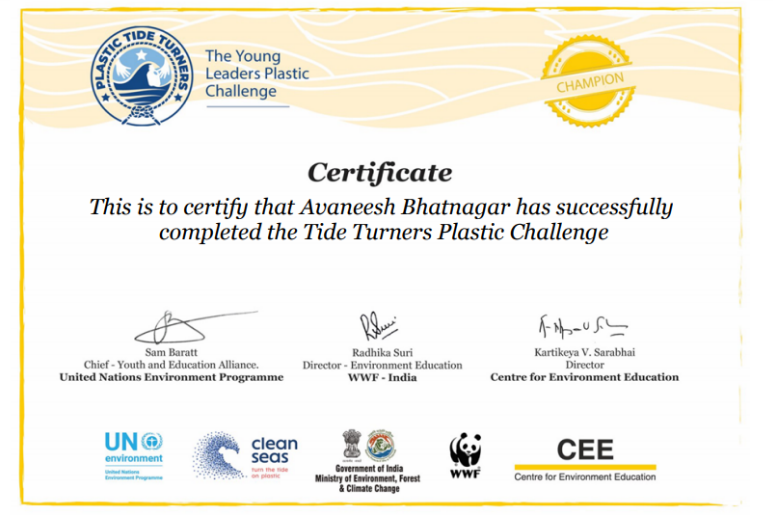 PLASTIC TIDE TURNERS
The Young
Leaders Plastic
Challenge
CHAMPION
Certificate
This is to certify that Avaneesh Bhatnagar has successfully
completed the Tide Turners Plastic Challenge
Sam Baratt
Chief - Youth and Education Alliance.
United Nations Environment Programme
Radhika Suri
Director - Environment Education
WWF - India
Kartikeya V. Sarabhai
Director
Centre for Environment Education
UN
environment
United Nations
Environment Programme
clean
seas
turn the tide
on plastic
Government of India
Ministry of Environment, Forest
& Climate Change
WWF
CEE
Centre for Environment Education